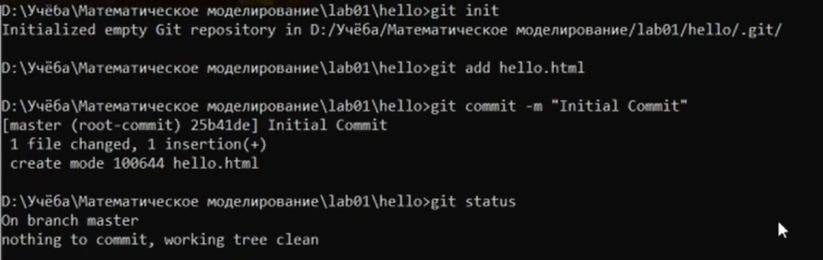 D:\Учёба\Математическое моделирование\lab01\hello>git init
Initialized empty Git repository in D:/Учёба/Математическое моделирование/lab01/hello/.git/
D:\Учёба\Математическое моделирование\lab01\hello>git add hello.html
D:\Учёба\Математическое моделирование\lab01\hello>git commit -m "Initial Commit"
[master (root-commit) 25b41de] Initial Commit
1 file changed, 1 insertion(+)
create mode 100644 hello.html
D:\Учёба\Математическое моделирование\lab01\hello>git status
On branch master
nothing to commit, working tree clean